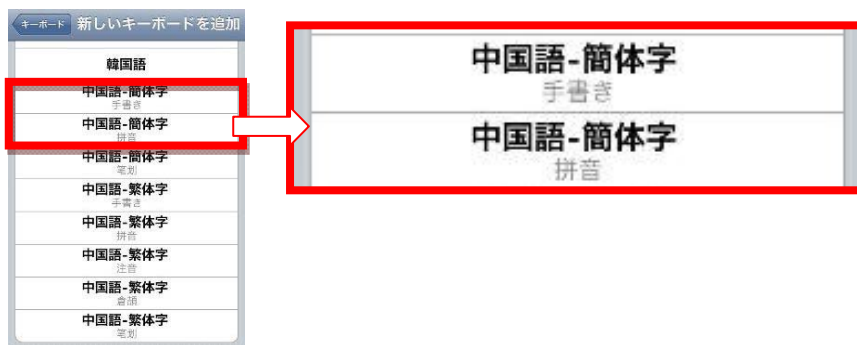 キーボード 新しいキーボードを追加
韓国語
中国語-簡体字
手書き
中国語-簡体字
拼音
中国語-簡体字
笔划
中国語-繁体字
手書き
中国語-繁体字
拼音
中国語-繁体字
注音
中国語-繁体字
倉頡
中国語-繁体字
笔划
中国語-簡体字
手書き
中国語-簡体字
拼音